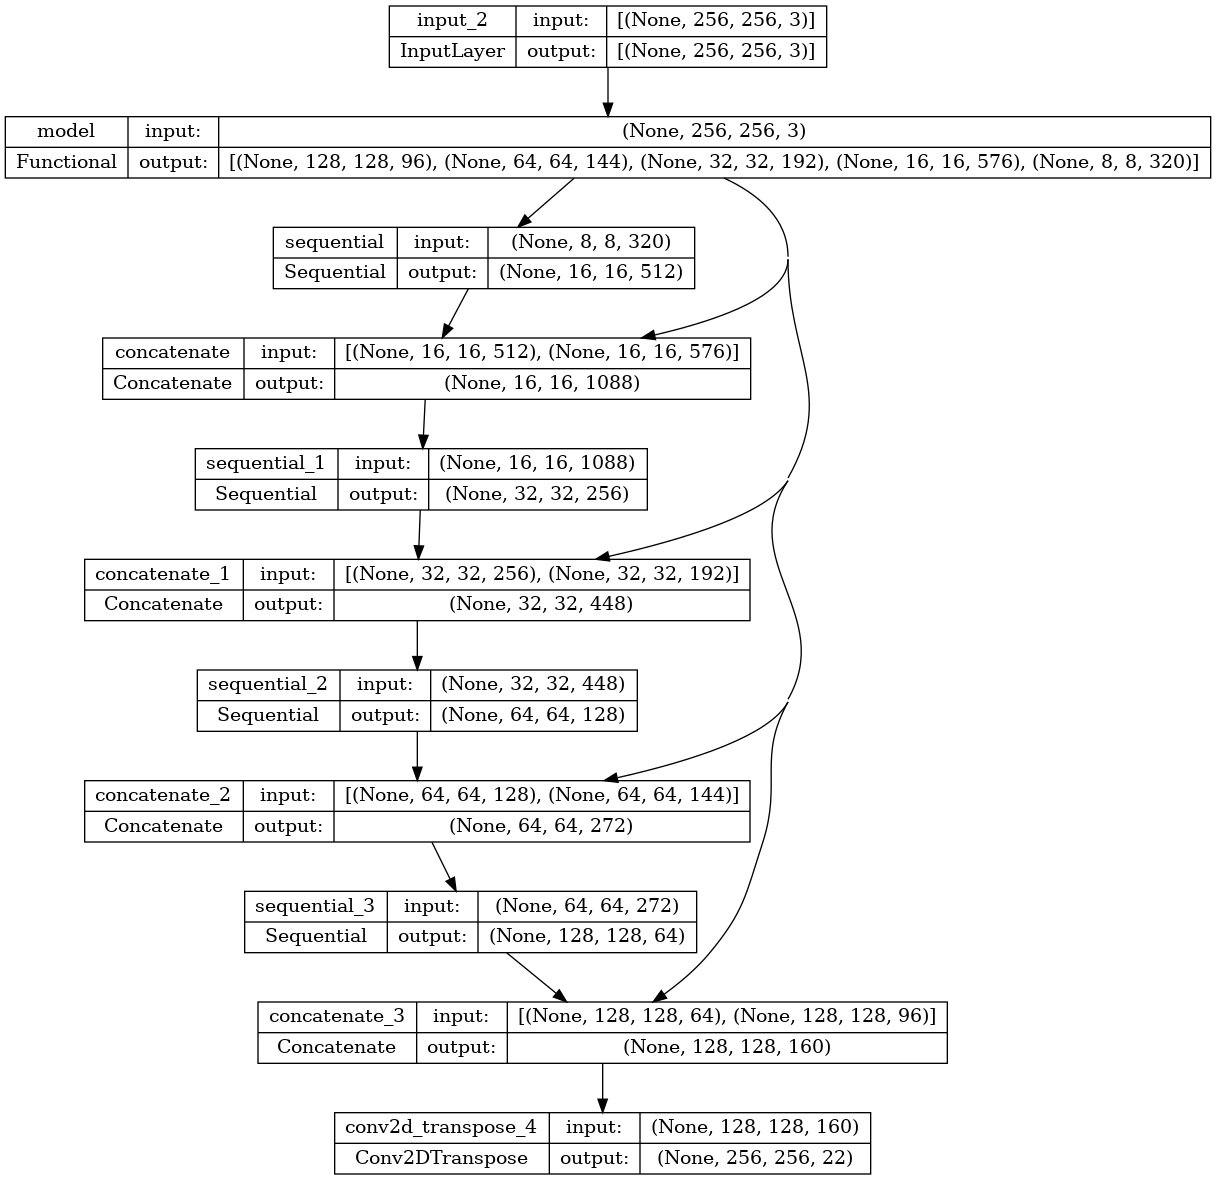 input_2 input: [(None, 256, 256, 3)]
InputLayer output: [(None, 256, 256, 3)]
model input: (None, 256, 256, 3)
Functional output: [(None, 128, 128, 96), (None, 64, 64, 144), (None, 32, 32, 192), (None, 16, 16, 576), (None, 8, 8, 320)]
sequential input: (None, 8, 8, 320)
Sequential output: (None, 16, 16, 512)
concatenate input: [(None, 16, 16, 512), (None, 16, 16, 576)]
Concatenate output: (None, 16, 16, 1088)
sequential_1 input: (None, 16, 16, 1088)
Sequential output: (None, 32, 32, 256)
concatenate_1 input: [(None, 32, 32, 256), (None, 32, 32, 192)]
Concatenate output: (None, 32, 32, 448)
sequential_2 input: (None, 32, 32, 448)
Sequential output: (None, 64, 64, 128)
concatenate_2 input: [(None, 64, 64, 128), (None, 64, 64, 144)]
Concatenate output: (None, 64, 64, 272)
sequential_3 input: (None, 64, 64, 272)
Sequential output: (None, 128, 128, 64)
concatenate_3 input: [(None, 128, 128, 64), (None, 128, 128, 96)]
Concatenate output: (None, 128, 128, 160)
conv2d_transpose_4 input: (None, 128, 128, 160)
Conv2DTranspose output: (None, 256, 256, 22)